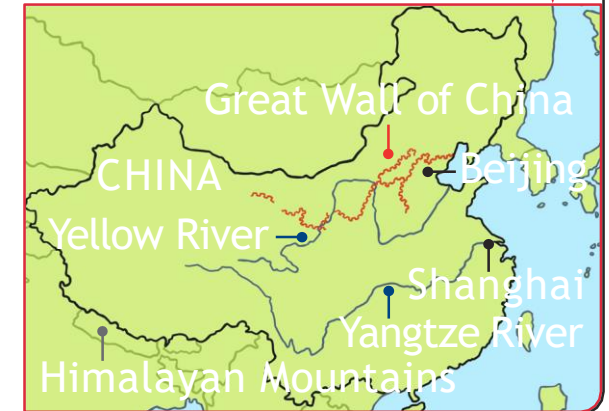 Great Wall of China
Beijing
CHINA
Yellow River
Shanghai
Yangtze River
Himalayan Mountains